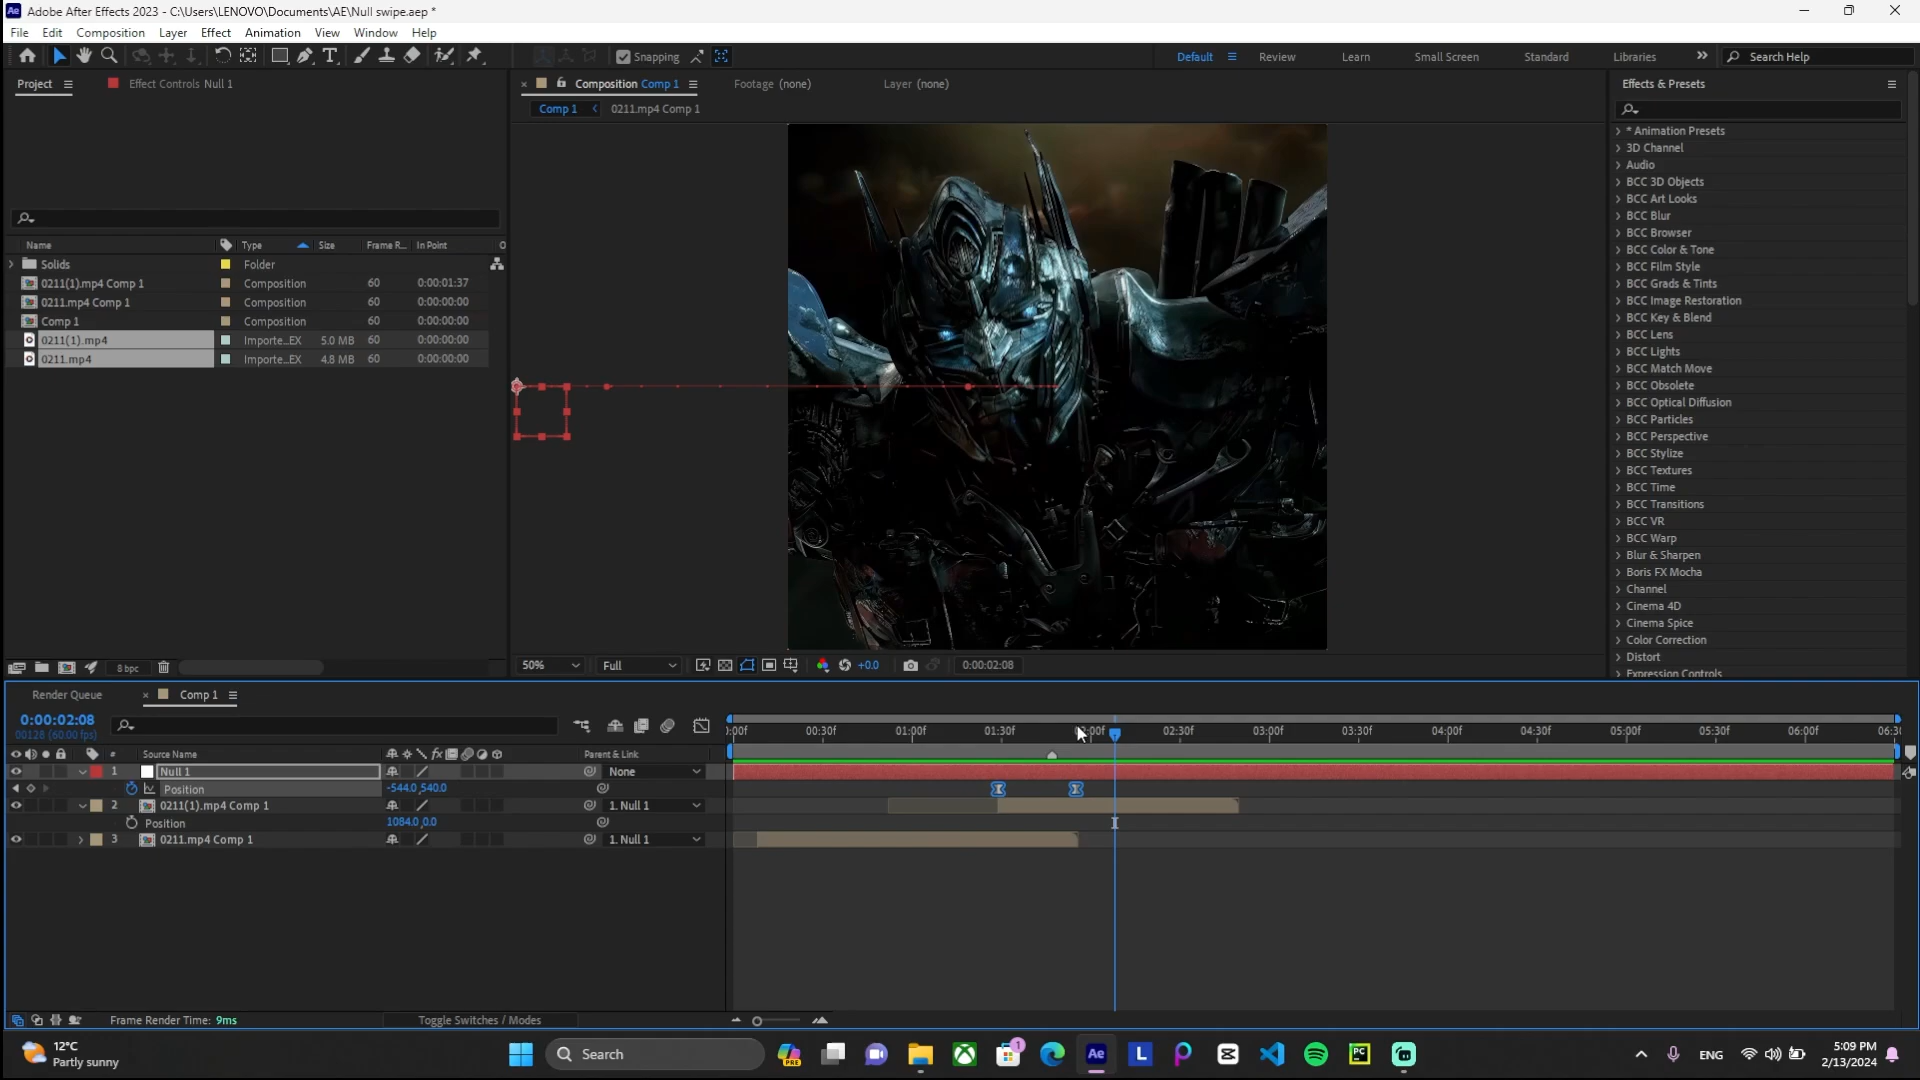 Adobe After Effects 2023 - C:\Users\LENOVO\Documents\AE\Null swipe.aep *
File Edit Composition Layer Effect Animation View Window Help
Snapping Default Review Learn Small Screen Standard Libraries Search Help
Project Effect Controls Null 1
Composition Comp 1 Footage (none) Layer (none)
Comp 1 0211.mp4 Comp 1
Name Type Size Frame R... In Point O
Solids Folder
0211(1).mp4 Comp 1 Composition 60 0:00:01:37
0211.mp4 Comp 1 Composition 60 0:00:00:00
Comp 1 Composition 60 0:00:00:00
0211(1).mp4 Importe...EX 5.0 MB 60 0:00:00:00
0211.mp4 Importe...EX 4.8 MB 60 0:00:00:00
8 bpc
50% Full +0.0 0:00:02:08
Effects & Presets
* Animation Presets
3D Channel
Audio
BCC 3D Objects
BCC Art Looks
BCC Blur
BCC Browser
BCC Color & Tone
BCC Film Style
BCC Grads & Tints
BCC Image Restoration
BCC Key & Blend
BCC Lens
BCC Lights
BCC Match Move
BCC Obsolete
BCC Optical Diffusion
BCC Particles
BCC Perspective
BCC Stylize
BCC Textures
BCC Time
BCC Transitions
BCC VR
BCC Warp
Blur & Sharpen
Boris FX Mocha
Channel
Cinema 4D
Cinema Spice
Color Correction
Distort
Expression Controls
Render Queue Comp 1
0:00:02:08
00128 (60.00 fps)
:00f 00:30f 01:00f 01:30f 02:00f 02:30f 03:00f 03:30f 04:00f 04:30f 05:00f 05:30f 06:00f 06:30
# Source Name fx Parent & Link
1 Null 1 None
Position -544.0,540.0
2 0211(1).mp4 Comp 1 1. Null 1
Position 1084.0,0.0
3 0211.mp4 Comp 1 1. Null 1
Frame Render Time: 9ms Toggle Switches / Modes
12°C
Partly sunny
Search
PRE
1
Ae
L
PC
ENG
5:09 PM
2/13/2024